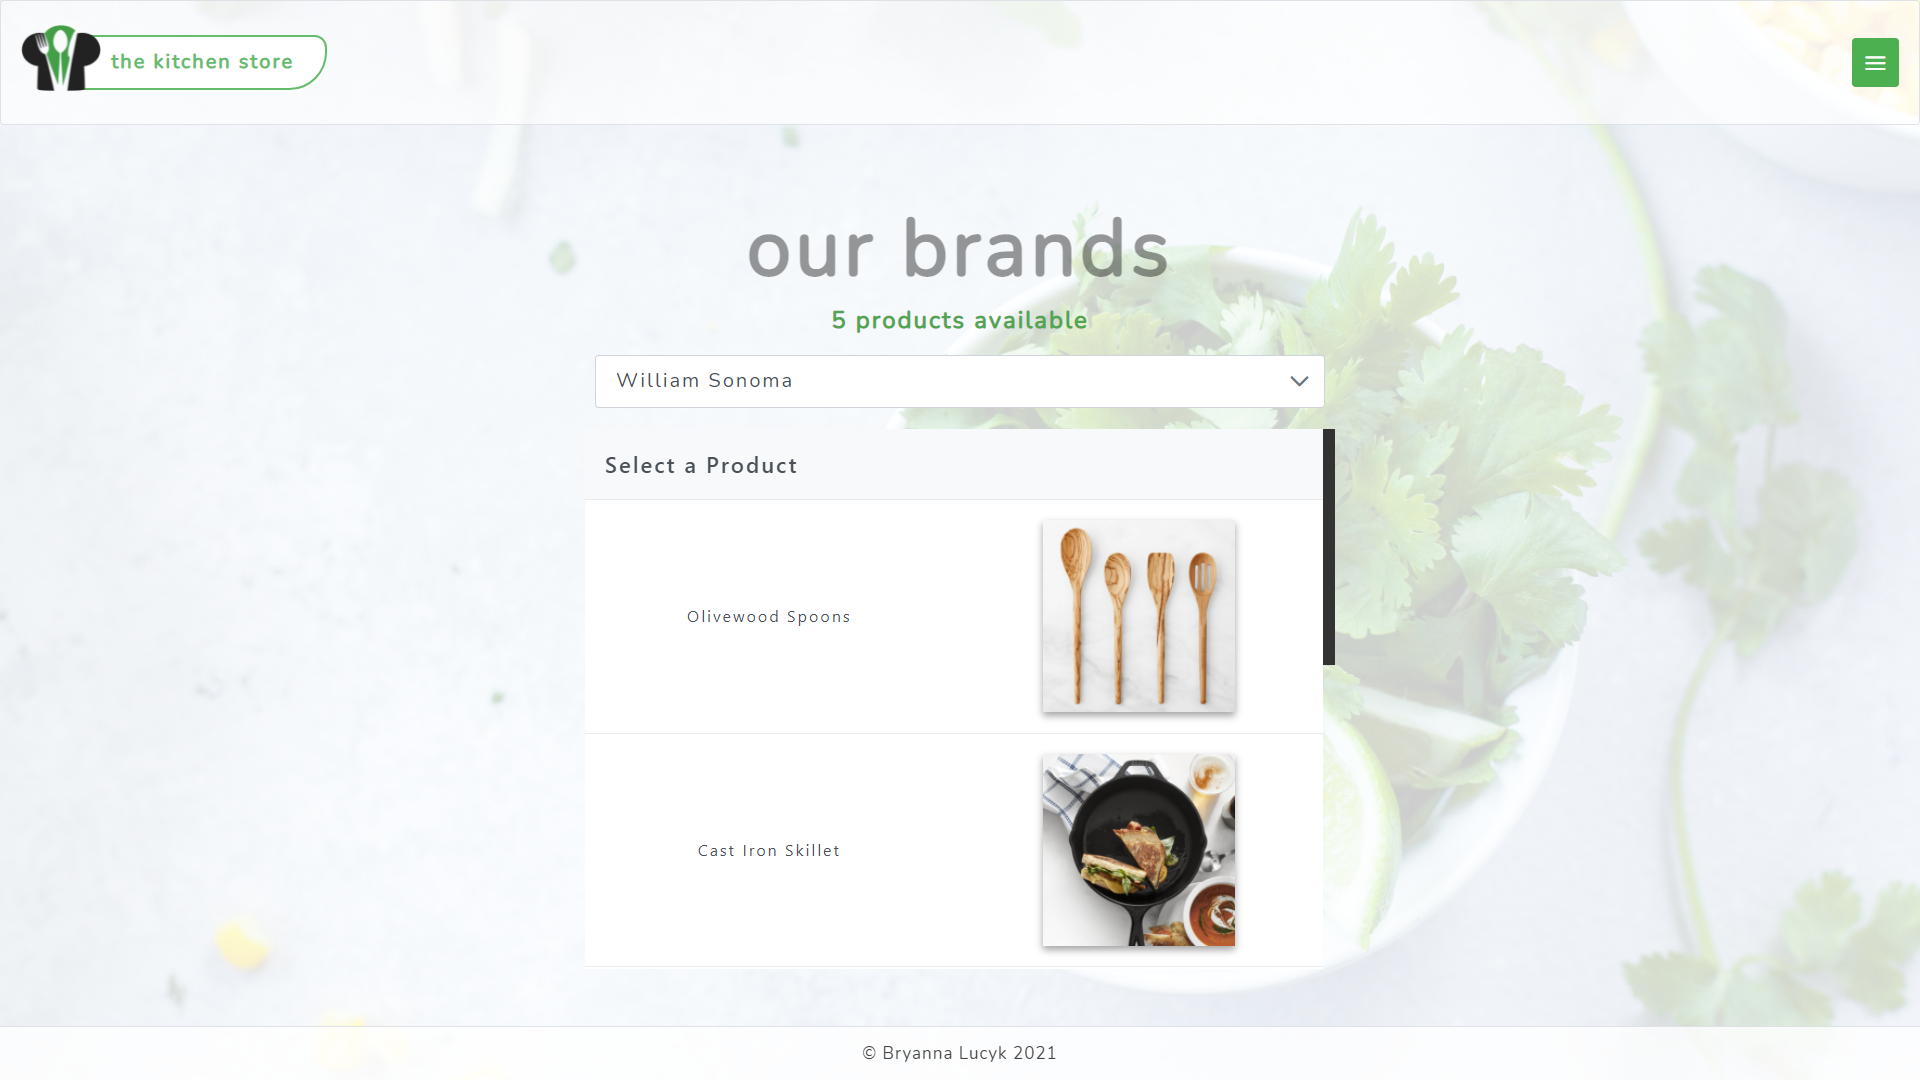 the kitchen store
our brands
5 products available
William Sonoma
Select a Product
Olivewood Spoons
Cast Iron Skillet
© Bryanna Lucyk 2021